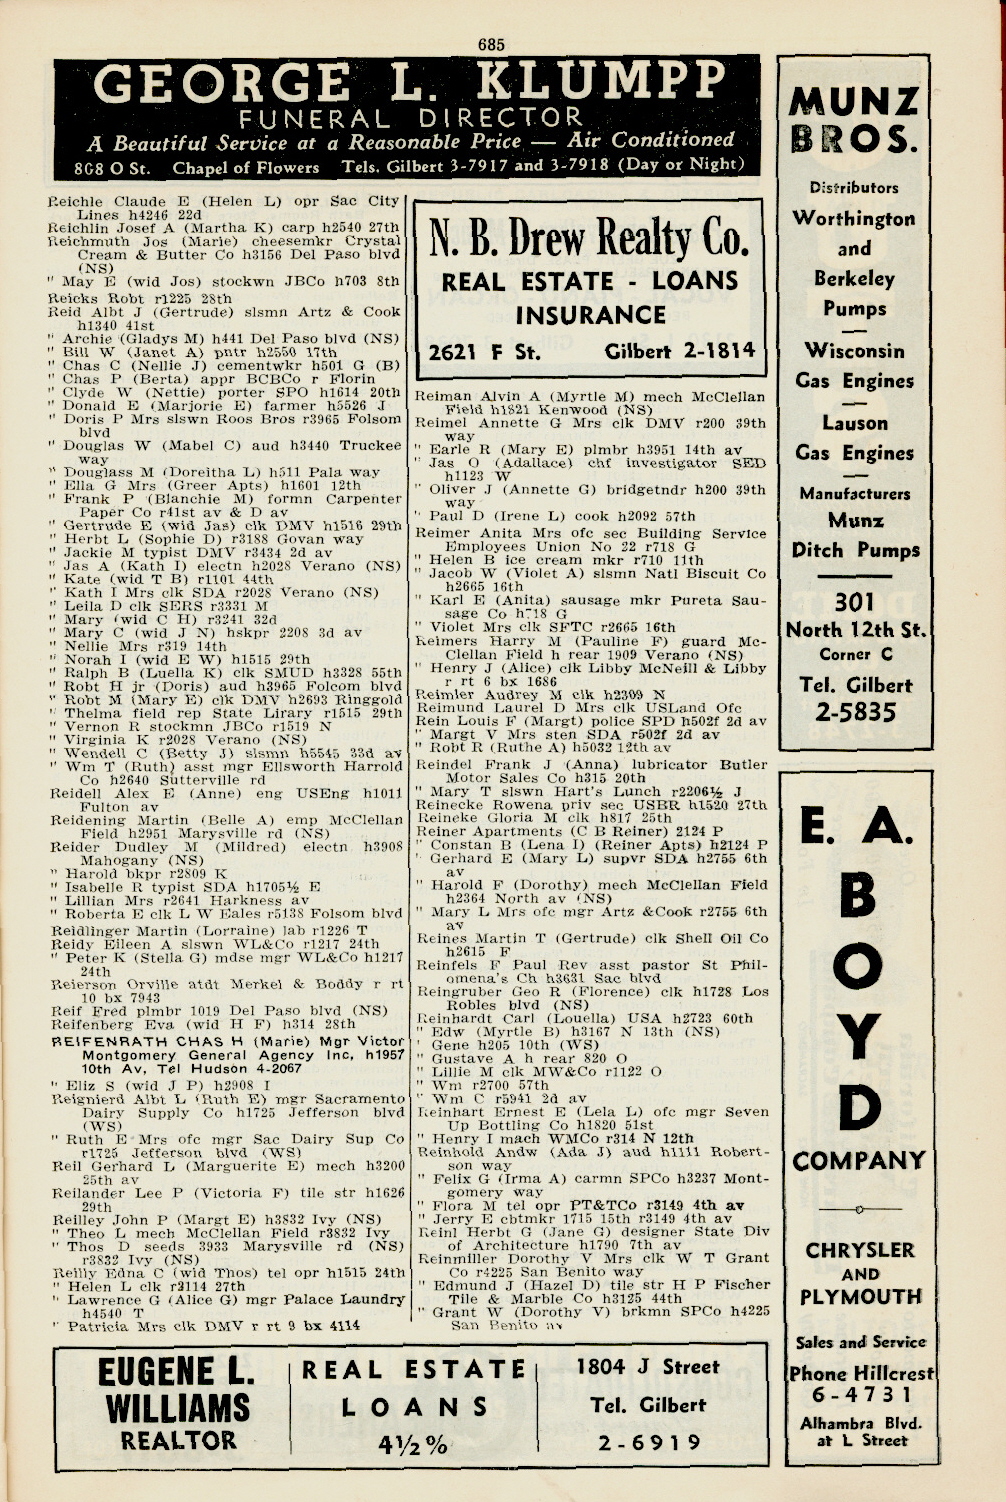 685
GEORGE L. KLUMPP
FUNERAL DIRECTOR
A Beautiful Service at a Reasonable Price — Air Conditioned
808 O St. Chapel of Flowers Tels. Gilbert 3-7917 and 3-7918 (Day or Night)
Reichle Claude E (Helen L) opr Sac City
Lines h4246 22d
Reichlin Josef A (Martha K) carp h2540 27th
Reichmuth Jos (Marie) cheesemkr Crystal
Cream & Butter Co h3156 Del Paso blvd
(NS)
" May E (wid Jos) stockwn JBCo h703 8th
Reicks Robt r1225 28th
Reid Albt J (Gertrude) slsmn Artz & Cook
h1340 41st
" Archie (Gladys M) h441 Del Paso blvd (NS)
" Bill W (Janet A) pntr h2550 17th
" Chas C (Nellie J) cementwkr h501 G (B)
" Chas P (Berta) appr BCBCo r Florin
" Clyde W (Nettie) porter SPO h1614 20th
" Donald E (Marjorie E) farmer h5526 J
" Doris P Mrs slswn Roos Bros r3965 Folsom
blvd
" Douglas W (Mabel C) aud h3440 Truckee
way
" Douglass M (Doreitha L) h511 Pala way
" Ella G Mrs (Greer Apts) h1601 12th
" Frank P (Blanchie M) formn Carpenter
Paper Co r41st av & D av
" Gertrude E (wid Jas) clk DMV h1516 29th
" Herbt L (Sophie D) r3188 Govan way
" Jackie M typist DMV r3434 2d av
" Jas A (Kath I) electn h2028 Verano (NS)
" Kate (wid T B) r1101 44th
" Kath I Mrs clk SDA r2028 Verano (NS)
" Leila D clk SERS r3331 M
" Mary (wid C H) r3241 32d
" Mary C (wid J N) hskpr 2208 3d av
" Nellie Mrs r319 14th
" Norah I (wid E W) h1515 29th
" Ralph B (Luella K) clk SMUD h3328 55th
" Robt H jr (Doris) aud h3965 Folcom blvd
" Robt M (Mary E) clk DMV h2693 Ringgold
" Thelma field rep State Lirary r1515 29th
" Vernon R stockmn JBCo r1519 N
" Virginia K r2028 Verano (NS)
" Wendell C (Betty J) slsmn h5545 33d av
" Wm T (Ruth) asst mgr Ellsworth Harrold
Co h2640 Sutterville rd
Reidell Alex E (Anne) eng USEng h1011
Fulton av
Reidening Martin (Belle A) emp McClellan
Field h2951 Marysville rd (NS)
Reider Dudley M (Mildred) electn h3908
Mahogany (NS)
" Harold bkpr r2809 K
" Isabelle R typist SDA h1705½ E
" Lillian Mrs r2641 Harkness av
" Roberta E clk L W Eales r5138 Folsom blvd
Reidlinger Martin (Lorraine) lab r1226 T
Reidy Eileen A slswn WL&Co r1217 24th
" Peter K (Stella G) mdse mgr WL&Co h1217
24th
Reierson Orville atdt Merkel & Boddy r rt
10 bx 7943
Reif Fred plmbr 1019 Del Paso blvd (NS)
Reifenberg Eva (wid H F) h314 28th
REIFENRATH CHAS H (Marie) Mgr Victor
Montgomery General Agency Inc, h1957
10th Av, Tel Hudson 4-2067
" Eliz S (wid J P) h2908 I
Reignierd Albt L (Ruth E) mgr Sacramento
Dairy Supply Co h1725 Jefferson blvd
(WS)
" Ruth E Mrs ofc mgr Sac Dairy Sup Co
r1725 Jefferson blvd (WS)
Reil Gerhard L (Marguerite E) mech h3200
25th av
Reilander Lee P (Victoria F) tile str h1626
29th
Reilley John P (Margt E) h3832 Ivy (NS)
" Theo L mech McClellan Field r3832 Ivy
" Thos D seeds 3933 Marysville rd (NS)
r3832 Ivy (NS)
Reilly Edna C (wid Thos) tel opr h1515 24th
" Helen L clk r2114 27th
" Lawrence G (Alice G) mgr Palace Laundry
h4540 T
" Patricia Mrs clk DMV r rt 9 bx 4114
N. B. Drew Realty Co.
REAL ESTATE - LOANS
INSURANCE
2621 F St. Gilbert 2-1814
Reiman Alvin A (Myrtle M) mech McClellan
Field h1821 Kenwood (NS)
Reimel Annette G Mrs clk DMV r200 39th
way
" Earle R (Mary E) plmbr h3951 14th av
" Jas O (Adallace) chf investigator SED
h1123 W
" Oliver J (Annette G) bridgetndr h200 39th
way
" Paul D (Irene L) cook h2092 57th
Reimer Anita Mrs ofc sec Building Service
Employees Union No 22 r718 G
" Helen B ice cream mkr r710 11th
" Jacob W (Violet A) slsmn Natl Biscuit Co
h2665 16th
" Karl E (Anita) sausage mkr Pureta Sau-
sage Co h718 G
" Violet Mrs clk SFTC r2665 16th
Reimers Harry M (Pauline F) guard Mc-
Clellan Field h rear 1909 Verano (NS)
" Henry J (Alice) clk Libby McNeill & Libby
r rt 6 bx 1686
Reimler Audrey M clk h2309 N
Reimund Laurel D Mrs clk USLand Ofc
Rein Louis F (Margt) police SPD h502f 2d av
" Margt V Mrs sten SDA r502f 2d av
" Robt R (Ruthe A) h5032 12th av
Reindel Frank J (Anna) lubricator Butler
Motor Sales Co h315 20th
" Mary T slswn Hart's Lunch r2206½ J
Reinecke Rowena priv sec USBR h1520 27th
Reineke Gloria M clk h817 25th
Reiner Apartments (C B Reiner) 2124 P
" Constan B (Lena I) (Reiner Apts) h2124 P
" Gerhard E (Mary L) supvr SDA h2755 6th
av
" Harold F (Dorothy) mech McClellan Field
h2364 North av (NS)
" Mary L Mrs ofc mgr Artz &Cook r2755 6th
av
Reines Martin T (Gertrude) clk Shell Oil Co
h2615 F
Reinfels F Paul Rev asst pastor St Phil-
omena's Ch h3631 Sac blvd
Reingruber Geo R (Florence) clk h1728 Los
Robles blvd (NS)
Reinhardt Carl (Louella) USA h2723 60th
" Edw (Myrtle B) h3167 N 13th (NS)
" Gene h205 10th (WS)
" Gustave A h rear 820 O
" Lillie M clk MW&Co r1122 O
" Wm r2700 57th
" Wm C r5941 2d av
Reinhart Ernest E (Lela L) ofc mgr Seven
Up Bottling Co h1820 51st
" Henry I mach WMCo r314 N 12th
Reinhold Andw (Ada J) aud h1111 Robert-
son way
" Felix G (Irma A) carmn SPCo h3237 Mont-
gomery way
" Flora M tel opr PT&TCo r3149 4th av
" Jerry E cbtmkr 1715 15th r3149 4th av
Reinl Herbt G (Jane G) designer State Div
of Architecture h1790 7th av
Reinmiller Dorothy V Mrs clk W T Grant
Co r4225 San Benito way
" Edmund J (Hazel D) tile str H P Fischer
Tile & Marble Co h3125 44th
" Grant W (Dorothy V) brkmn SPCo h4225
San Benito av
MUNZ
BROS.
Distributors
Worthington
and
Berkeley
Pumps
Wisconsin
Gas Engines
Lauson
Gas Engines
Manufacturers
Munz
Ditch Pumps
301
North 12th St.
Corner C
Tel. Gilbert
2-5835
E. A.
B
O
Y
D
COMPANY
CHRYSLER
AND
PLYMOUTH
Sales and Service
Phone Hillcrest
6-4731
Alhambra Blvd.
at L Street
EUGENE L.
WILLIAMS
REALTOR
REAL ESTATE
LOANS
4½%
1804 J Street
Tel. Gilbert
2-6919